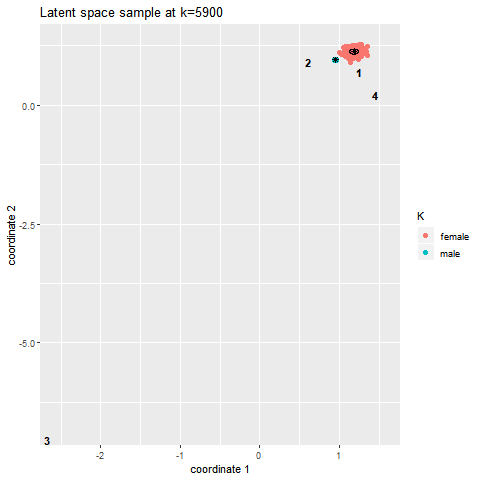 Latent space sample at k=5900
2
1
4
0.0
-2.5
-5.0
3
-2
-1
0
1
coordinate 1
coordinate 2
K
female
male